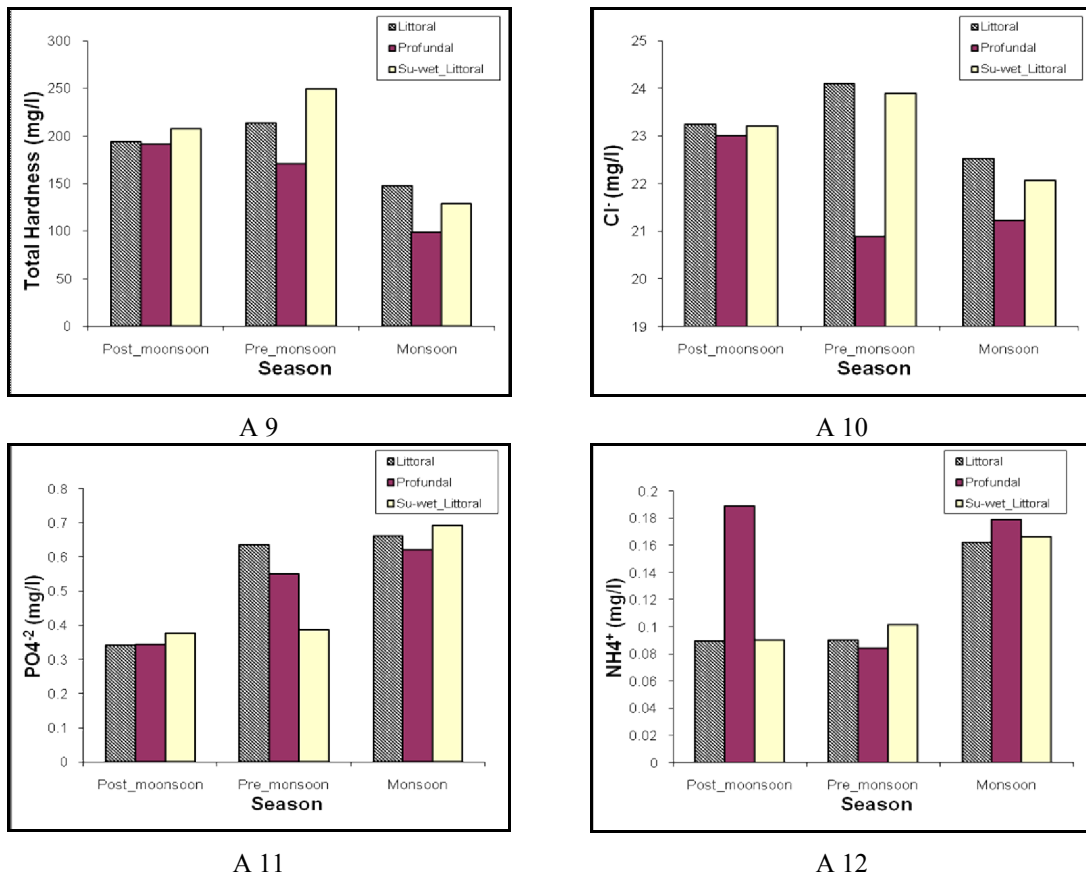 Littoral
Profundal
Su-wet_Littoral
300
250
200
150
100
50
0
Total Hardness (mg/l)
Post_moonsoon Pre_monsoon Monsoon
Season
A 9
Littoral
Profundal
Su-wet_Littoral
25
24
23
22
21
20
19
Cl- (mg/l)
Post_moonsoon Pre_monsoon Monsoon
Season
A 10
Littoral
Profundal
Su-wet_Littoral
0.8
0.7
0.6
0.5
0.4
0.3
0.2
0.1
0
PO4-2 (mg/l)
Post_moonsoon Pre_monsoon Monsoon
Season
A 11
Littoral
Profundal
Su-wet_Littoral
0.2
0.18
0.16
0.14
0.12
0.1
0.08
0.06
0.04
0.02
0
NH4+ (mg/l)
Post_moonsoon Pre_monsoon Monsoon
Season
A 12